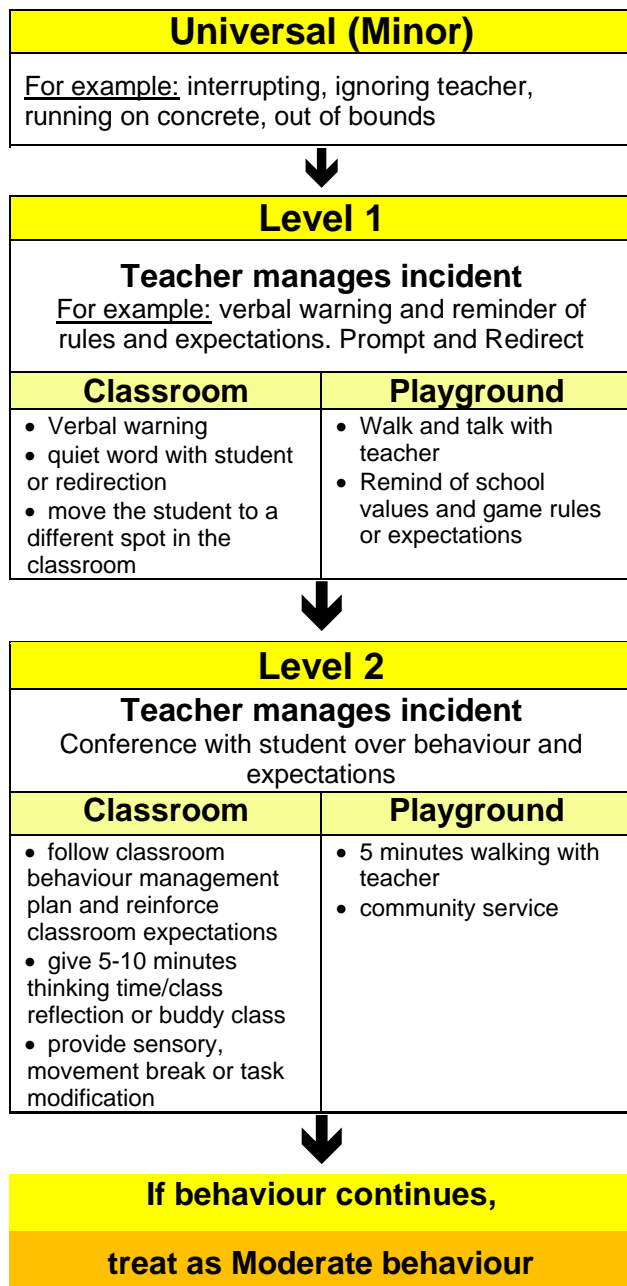 Universal (Minor)
For example: interrupting, ignoring teacher,
running on concrete, out of bounds
Level 1
Teacher manages incident
For example: verbal warning and reminder of
rules and expectations. Prompt and Redirect
Classroom
• Verbal warning
• quiet word with student
or redirection
• move the student to a
different spot in the
classroom
Playground
• Walk and talk with
teacher
• Remind of school
values and game rules
or expectations
Level 2
Teacher manages incident
Conference with student over behaviour and
expectations
Classroom
• follow classroom
behaviour management
plan and reinforce
classroom expectations
• give 5-10 minutes
thinking time/class
reflection or buddy class
• provide sensory,
movement break or task
modification
Playground
• 5 minutes walking with
teacher
• community service
If behaviour continues,
treat as Moderate behaviour